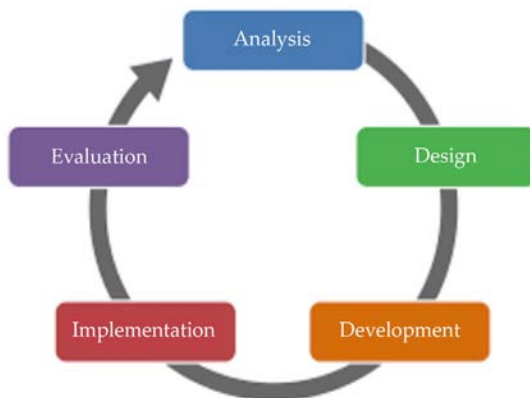 Analysis
Design
Development
Implementation
Evaluation